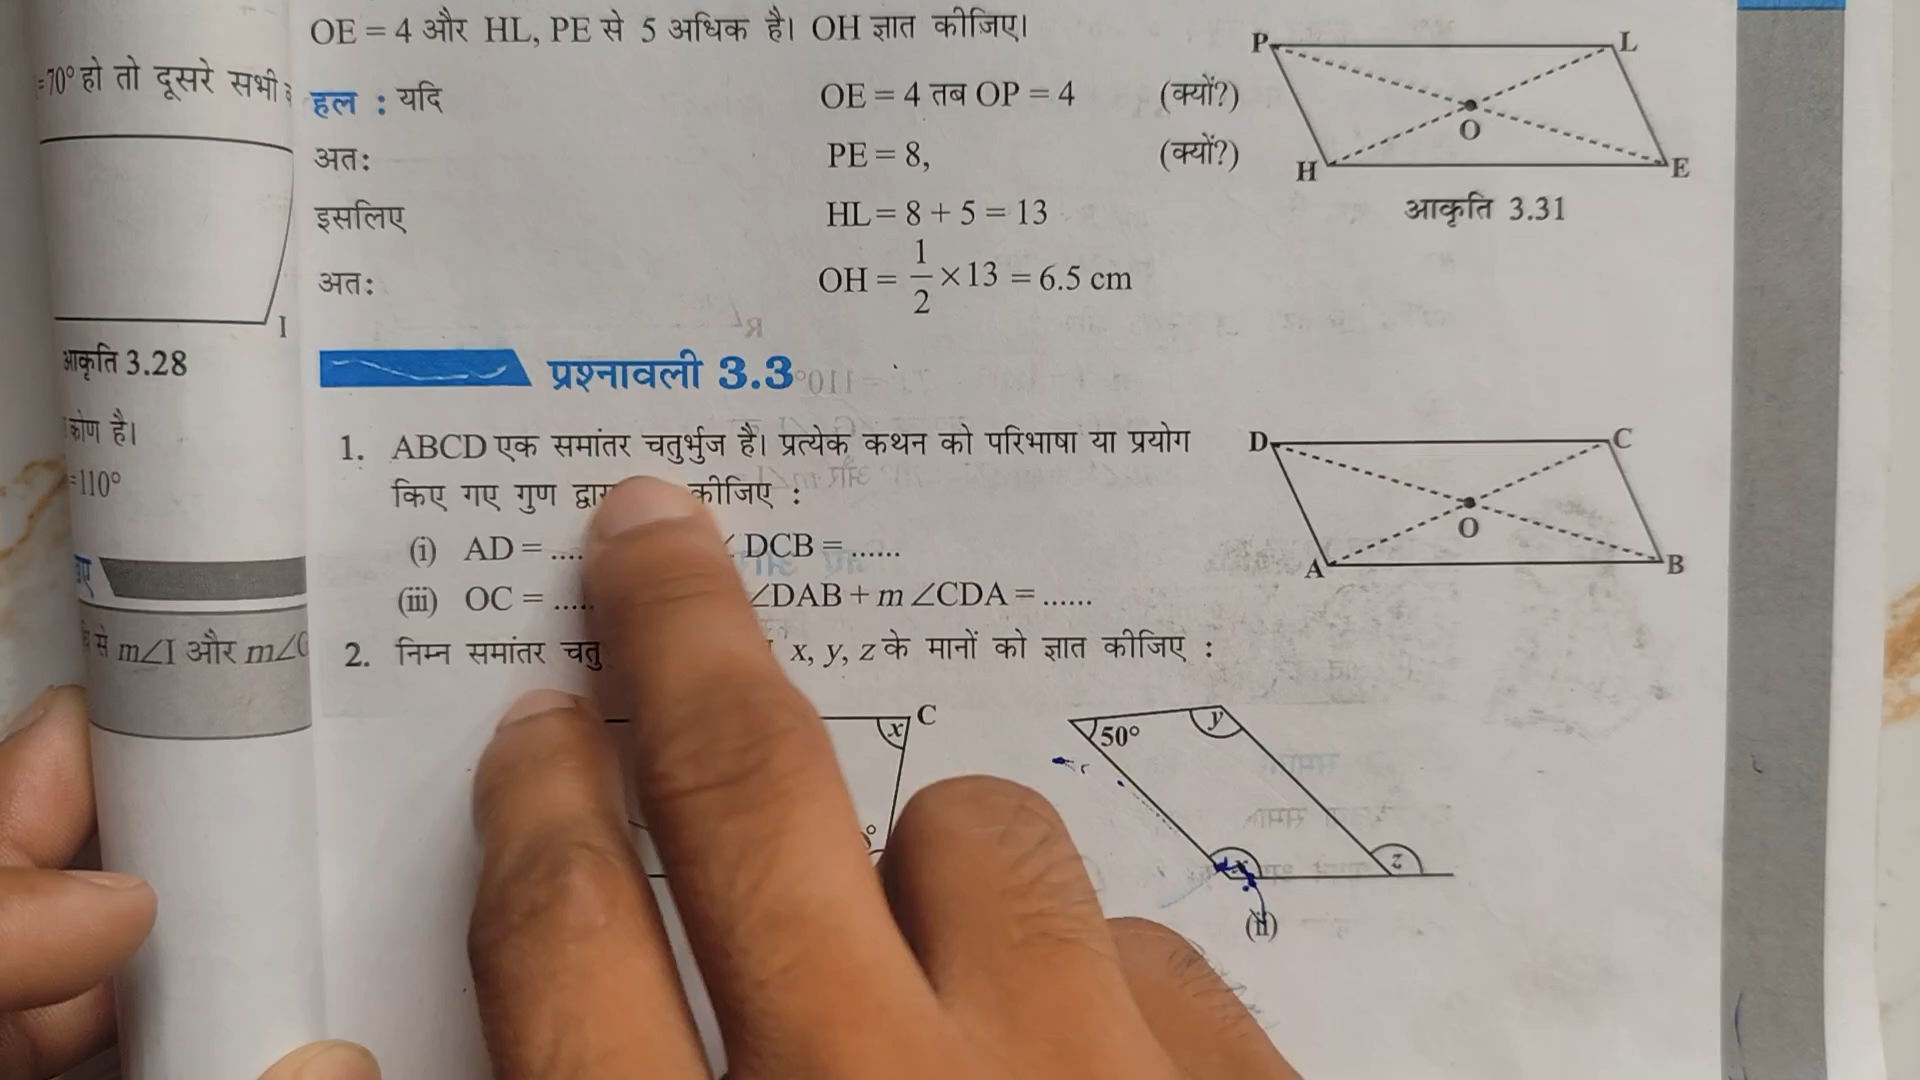 OE = 4 और HL, PE से 5 अधिक है। OH ज्ञात कीजिए।
हल : यदि OE = 4 तब OP = 4 (क्यों?)
अत: PE = 8, (क्यों?)
इसलिए HL = 8 + 5 = 13
अत: OH = 1/2 × 13 = 6.5 cm
P L
O
H E
आकृति 3.31
=70° हो तो दूसरे सभी
I
आकृति 3.28
कोण है।
=110°
से m∠I और m∠
प्रश्नावली 3.3
1. ABCD एक समांतर चतुर्भुज है। प्रत्येक कथन को परिभाषा या प्रयोग
किए गए गुण द्वारा कीजिए :
(i) AD = .... ∠ DCB = ......
(iii) OC = ..... ∠DAB + m ∠CDA = ......
D C
O
A B
2. निम्न समांतर चतु x, y, z के मानों को ज्ञात कीजिए :
x C
50° y
x z
(ii)